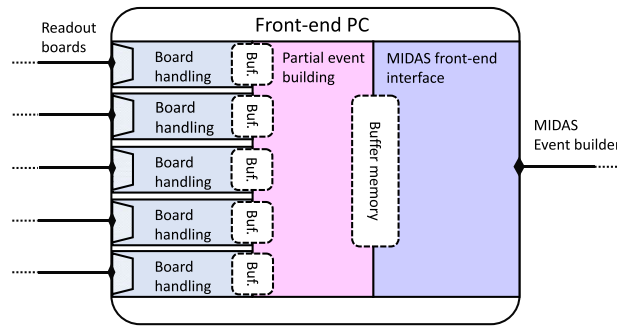 Front-end PC
Readout
boards
Board
handling
Buf.
Partial event
building
MIDAS front-end
interface
Board
handling
Buf.
Buffer memory
MIDAS
Event builder
Board
handling
Buf.
Board
handling
Buf.
Board
handling
Buf.